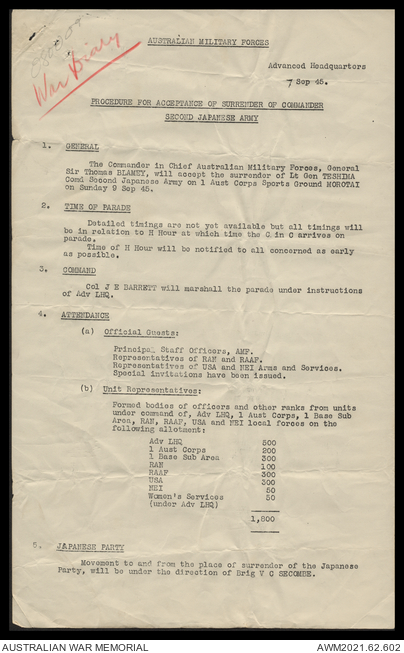 War Diary
AUSTRALIAN MILITARY FORCES
Advanced Headquarters
7 Sep 45.
PROCEDURE FOR ACCEPTANCE OF SURRENDER OF COMMANDER
SECOND JAPANESE ARMY
1. GENERAL
The Commander in Chief Australian Military Forces, General
Sir Thomas BLAMEY, will accept the surrender of Lt Gen TESHIMA
Comd Second Japanese Army on 1 Aust Corps Sports Ground MOROTAI
on Sunday 9 Sep 45.
2. TIME OF PARADE
Detailed timings are not yet available but all timings will
be in relation to H Hour at which time the C in C arrives on
parade.
Time of H Hour will be notified to all concerned as early
as possible.
3. COMMAND
Col J E BARRETT will marshall the parade under instructions
of Adv LHQ.
4. ATTENDANCE
(a) Official Guests:
Principal Staff Officers, AMF.
Representatives of RAN and RAAF.
Representatives of USA and NEI Arms and Services.
Special invitations have been issued.
(b) Unit Representatives:
Formed bodies of officers and other ranks from units
under command of, Adv LHQ, 1 Aust Corps, 1 Base Sub
Area, RAN, RAAF, USA and NEI local forces on the
following allotment:
Adv LHQ 500
1 Aust Corps 200
1 Base Sub Area 300
RAN 100
RAAF 300
USA 300
NEI 50
Women's Services 50
(under Adv LHQ)
1,800
5. JAPANESE PARTY
Movement to and from the place of surrender of the Japanese
Party, will be under the direction of Brig V C SECOMBE.
AUSTRALIAN WAR MEMORIAL
AWM2021.62.602